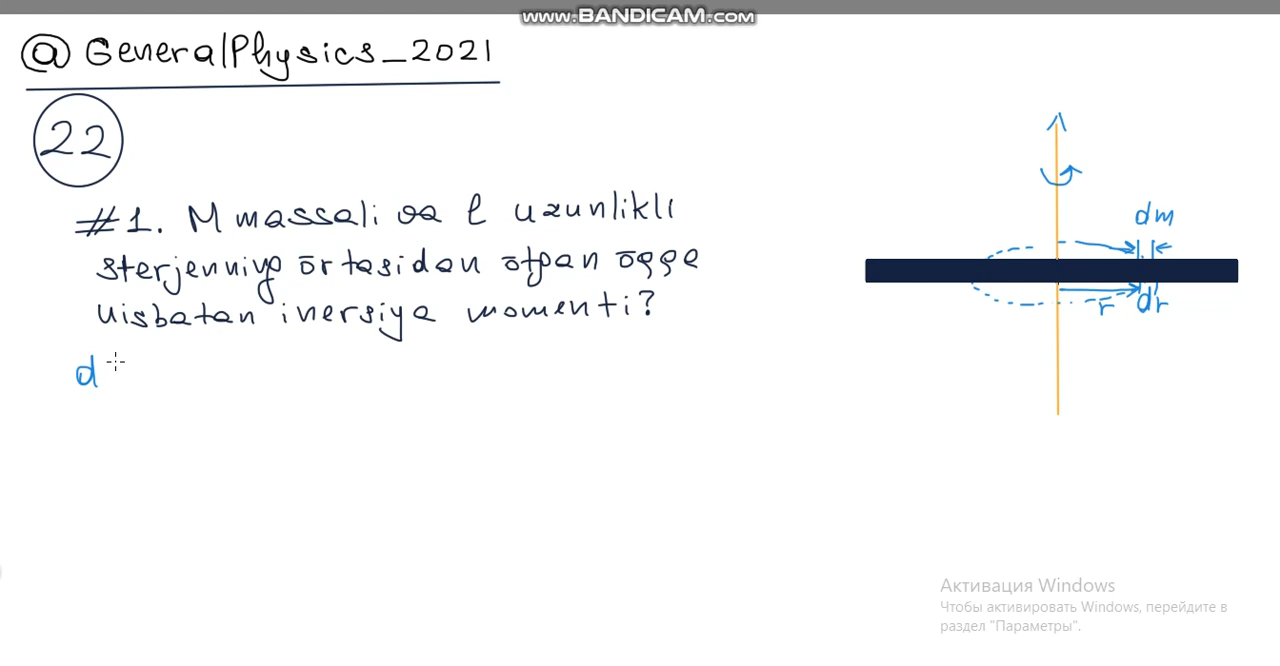 www.BANDICAM.com
@GeneralPhysics_2021
22
#1. M massali va l uzunlikli
sterjenning o̅rtasidan o̅tgan o̅qqa
nisbatan inersiya momenti?
d
dm
r dr
Активация Windows
Чтобы активировать Windows, перейдите в
раздел "Параметры".